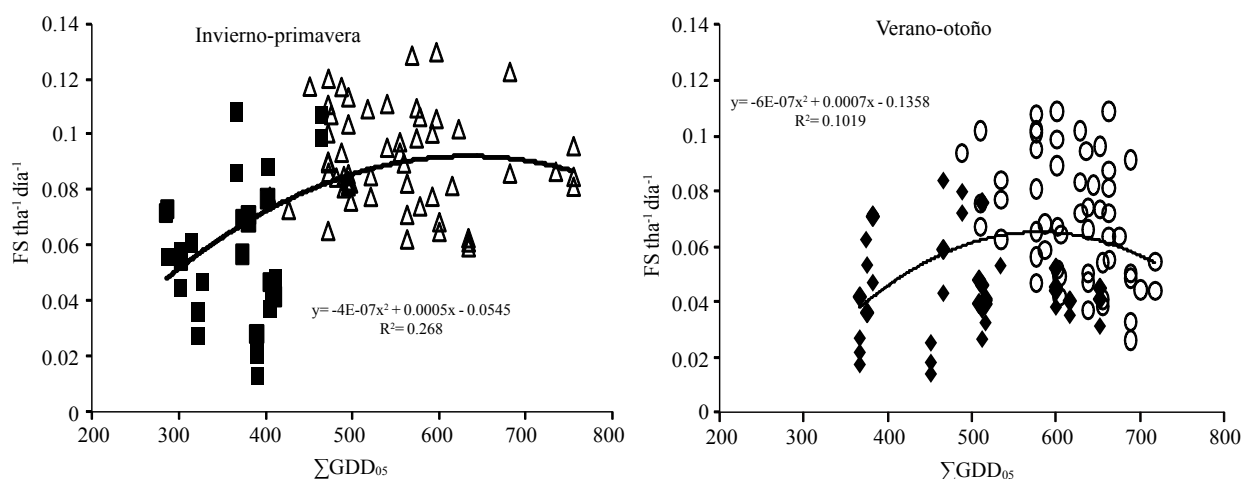 Invierno-primavera
0.14
0.12
0.1
0.08
0.06
0.04
0.02
0
FS tha⁻¹ día⁻¹
y= -4E-07x² + 0.0005x - 0.0545
R²= 0.268
200 300 400 500 600 700 800
∑GDD₀₅
Verano-otoño
0.14
0.12
0.1
0.08
0.06
0.04
0.02
0
FS tha⁻¹ día⁻¹
y= -6E-07x² + 0.0007x - 0.1358
R²= 0.1019
200 300 400 500 600 700 800
∑GDD₀₅